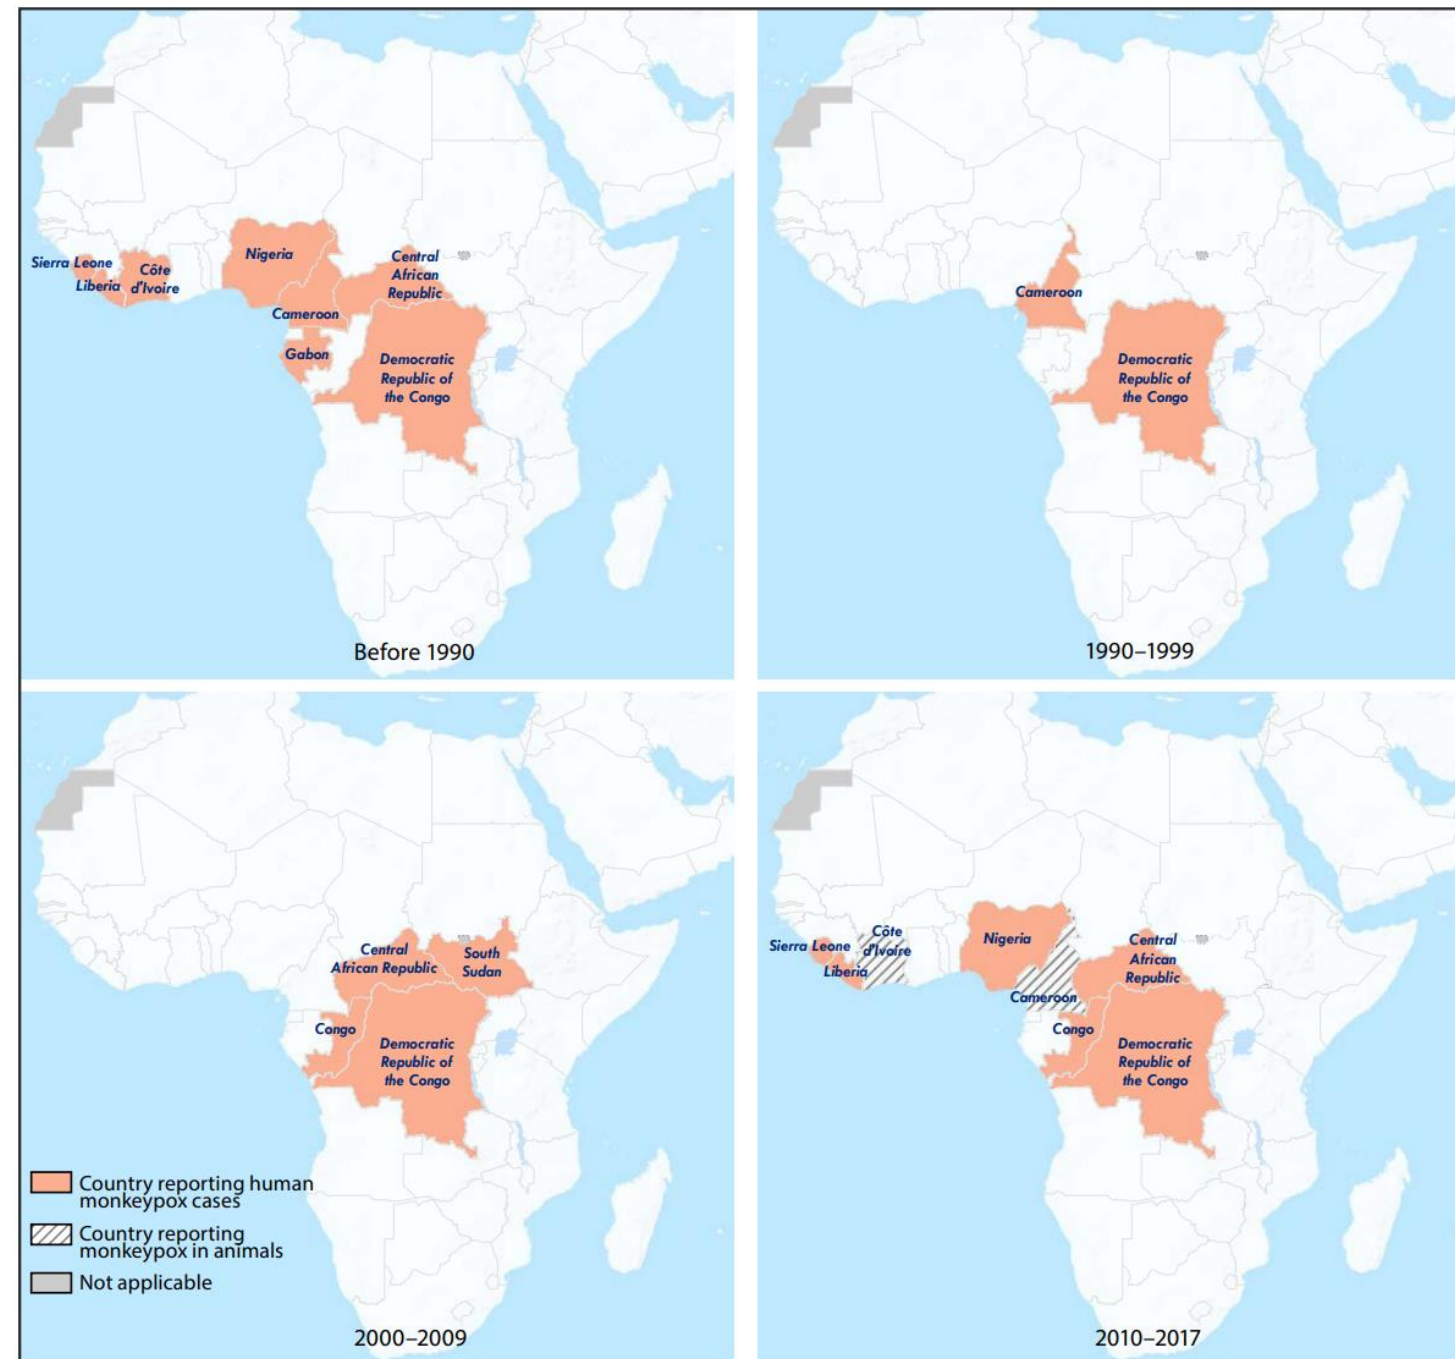 Sierra Leone
Liberia
Côte
d'Ivoire
Nigeria
Cameroon
Gabon
Central
African
Republic
Democratic
Republic of
the Congo
Before 1990
Cameroon
Democratic
Republic of
the Congo
1990–1999
Central
African Republic
South
Sudan
Congo
Democratic
Republic of
the Congo
Country reporting human
monkeypox cases
Country reporting
monkeypox in animals
Not applicable
2000–2009
Sierra Leone
Liberia
Côte
d'Ivoire
Nigeria
Cameroon
Central
African
Republic
Congo
Democratic
Republic of
the Congo
2010–2017